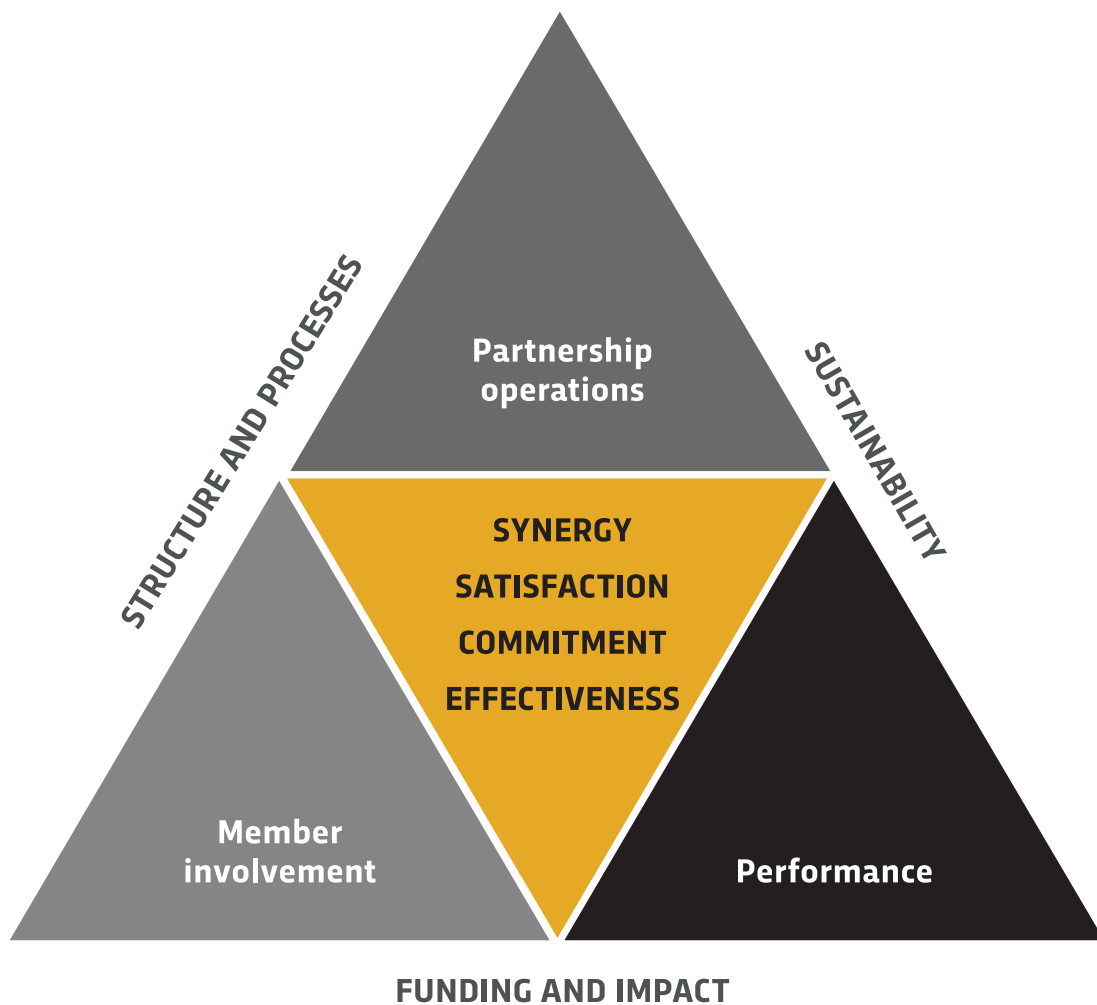 STRUCTURE AND PROCESSES
SUSTAINABILITY
Partnership
operations
SYNERGY
SATISFACTION
COMMITMENT
EFFECTIVENESS
Member
involvement
Performance
FUNDING AND IMPACT